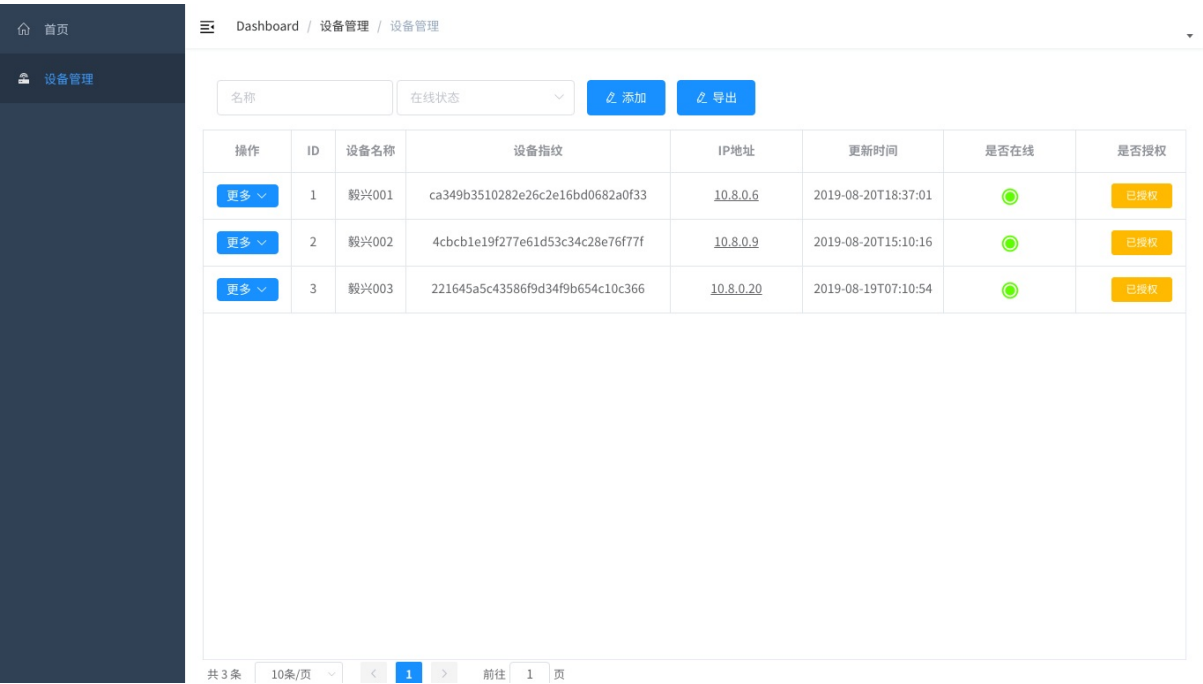 首页
设备管理
Dashboard / 设备管理 / 设备管理
名称 在线状态 添加 导出
操作 ID 设备名称 设备指纹 IP地址 更新时间 是否在线 是否授权
更多 1 毅兴001 ca349b3510282e26c2e16bd0682a0f33 10.8.0.6 2019-08-20T18:37:01 已授权
更多 2 毅兴002 4cbcb1e19f277e61d53c34c28e76f77f 10.8.0.9 2019-08-20T15:10:16 已授权
更多 3 毅兴003 221645a5c43586f9d34f9b654c10c366 10.8.0.20 2019-08-19T07:10:54 已授权
共 3 条 10条/页 < 1 > 前往 1 页